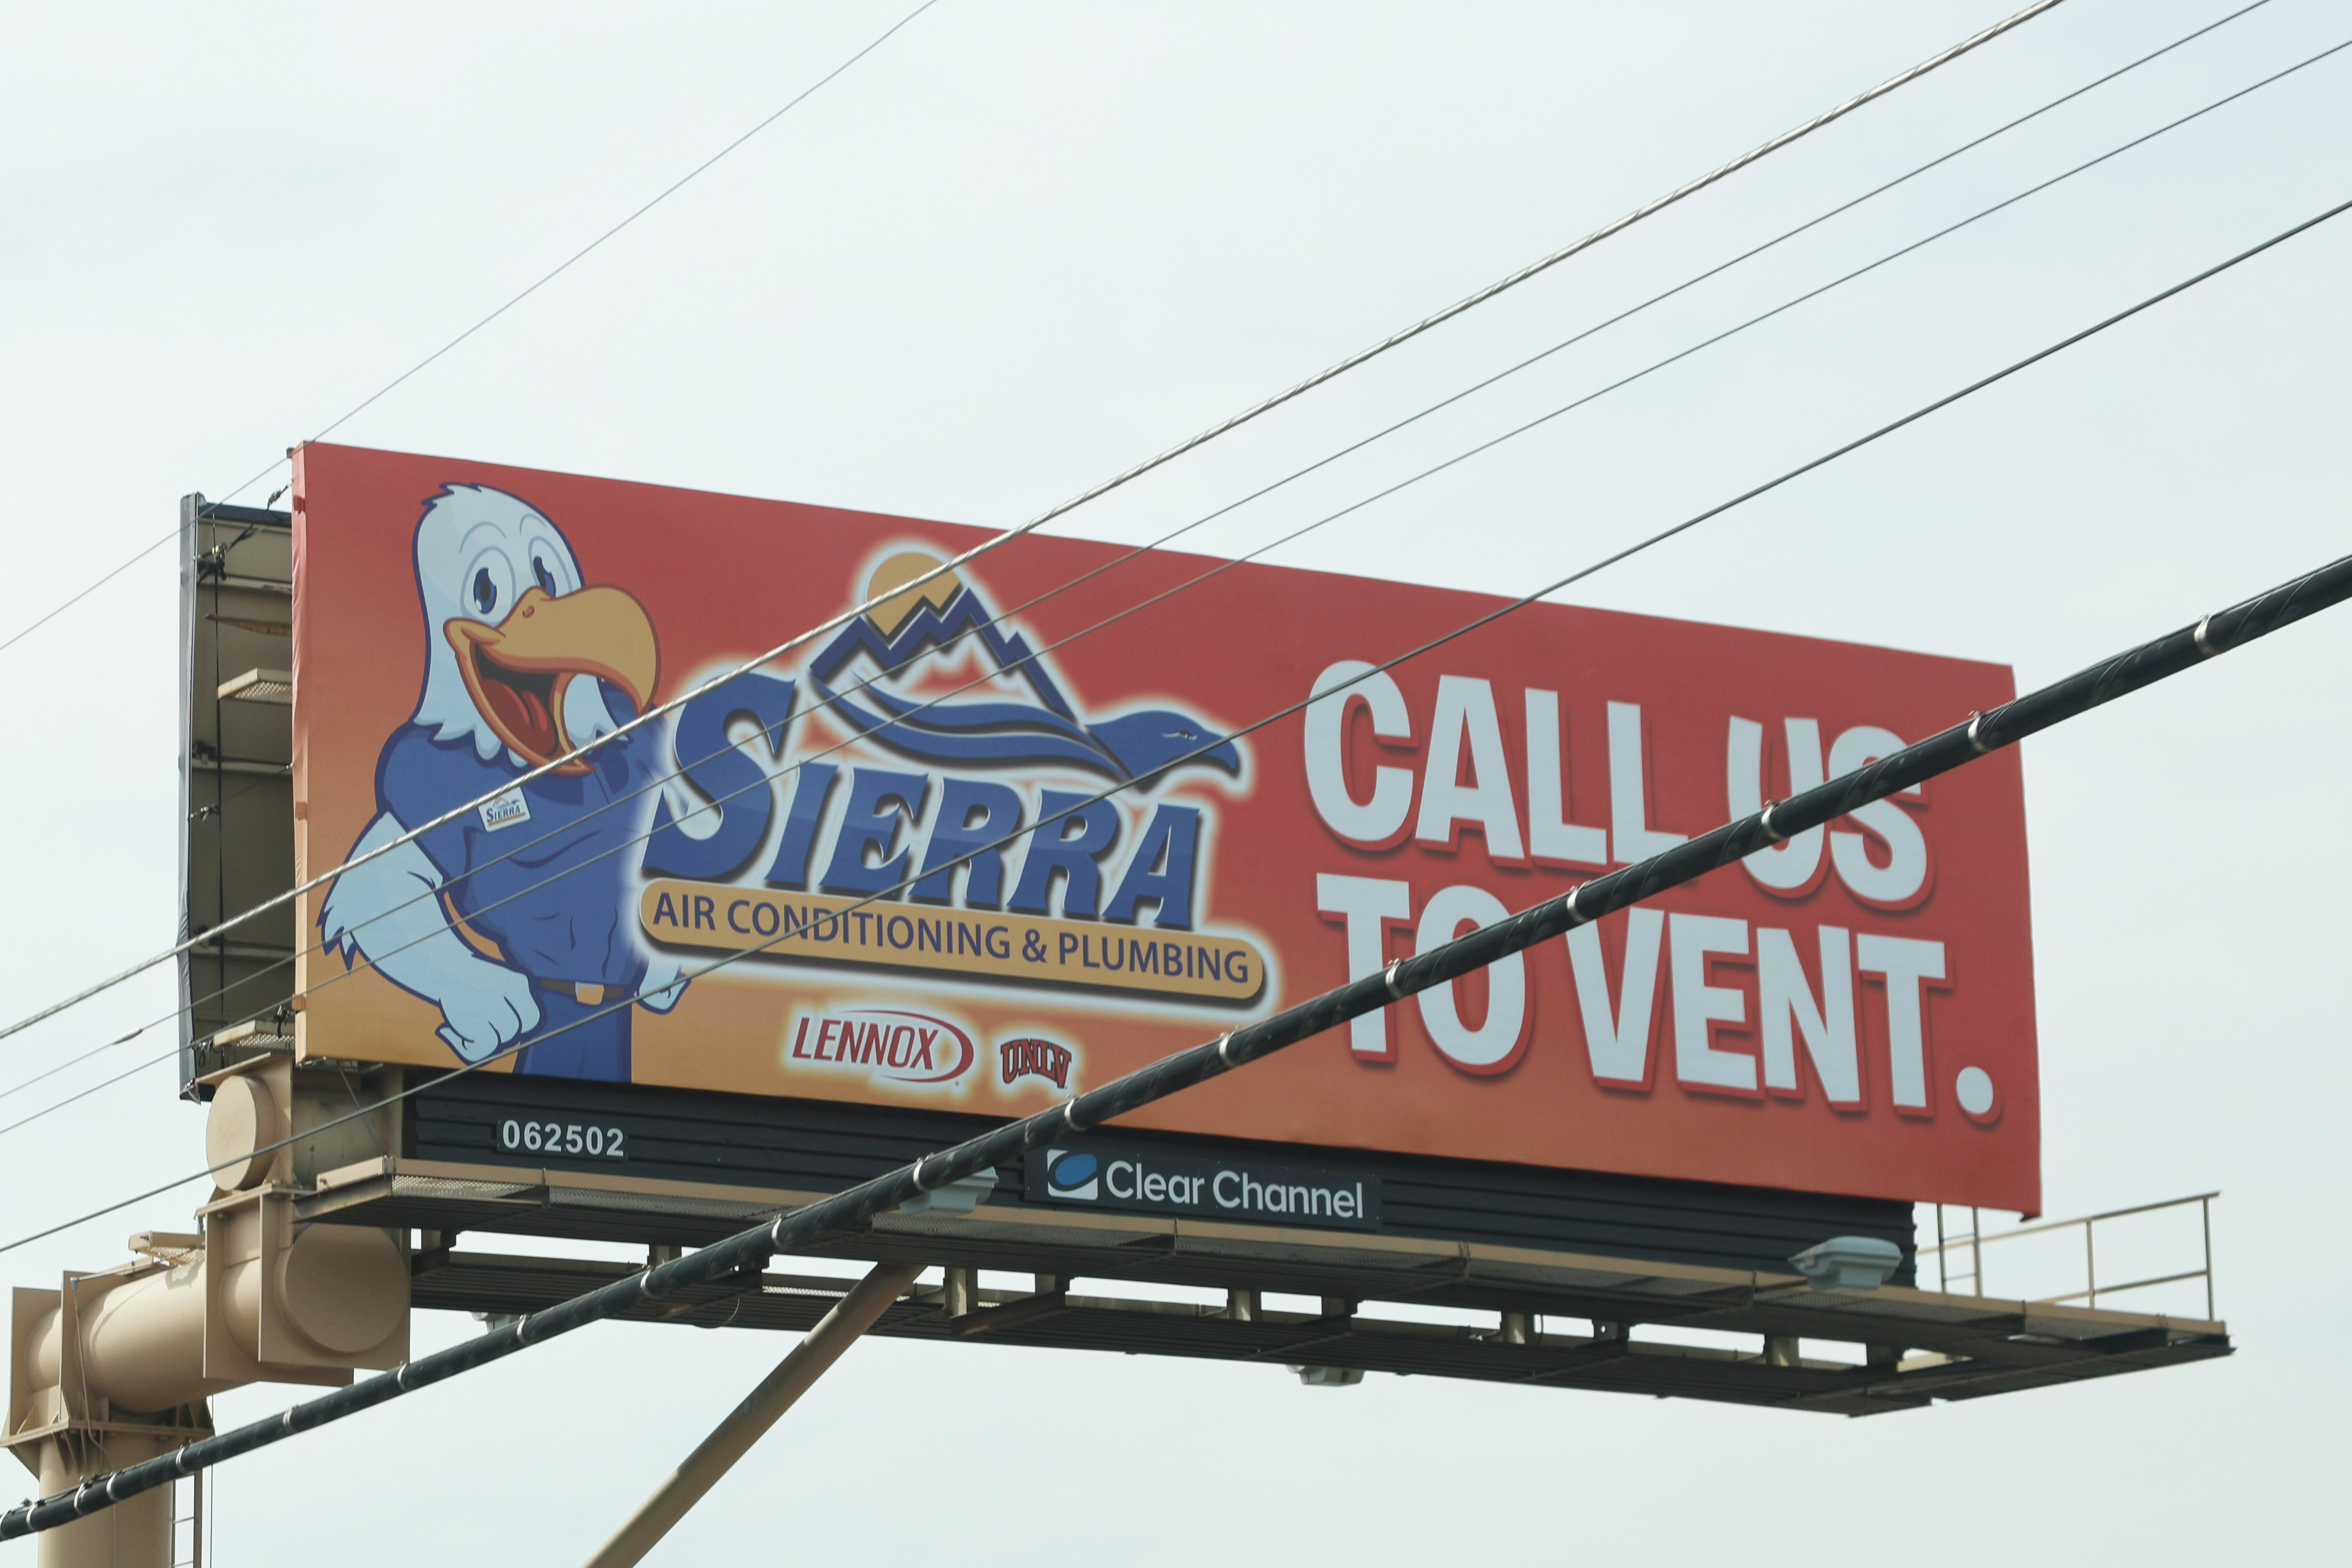 SIERRA
SIERRA
AIR CONDITIONING & PLUMBING
LENNOX
UNLV
CALL US
TO VENT.
062502
Clear Channel